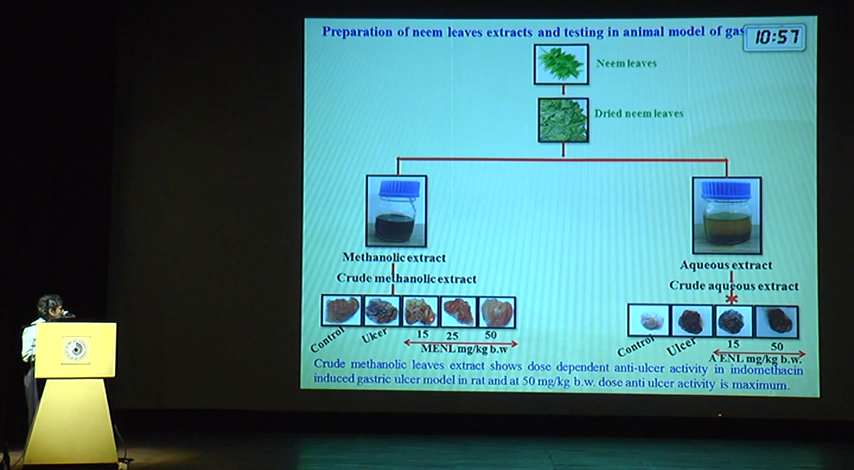 Preparation of neem leaves extracts and testing in animal model of gas
10:57
Neem leaves
Dried neem leaves
Methanolic extract
Crude methanolic extract
Control
Ulcer
15
25
50
MENL mg/kg b.w
Aqueous extract
Crude aqueous extract
Control
Ulcer
15
50
AENL mg/kg b.w.
Crude methanolic leaves extract shows dose dependent anti-ulcer activity in indomethacin
induced gastric ulcer model in rat and at 50 mg/kg b.w. dose anti ulcer activity is maximum.